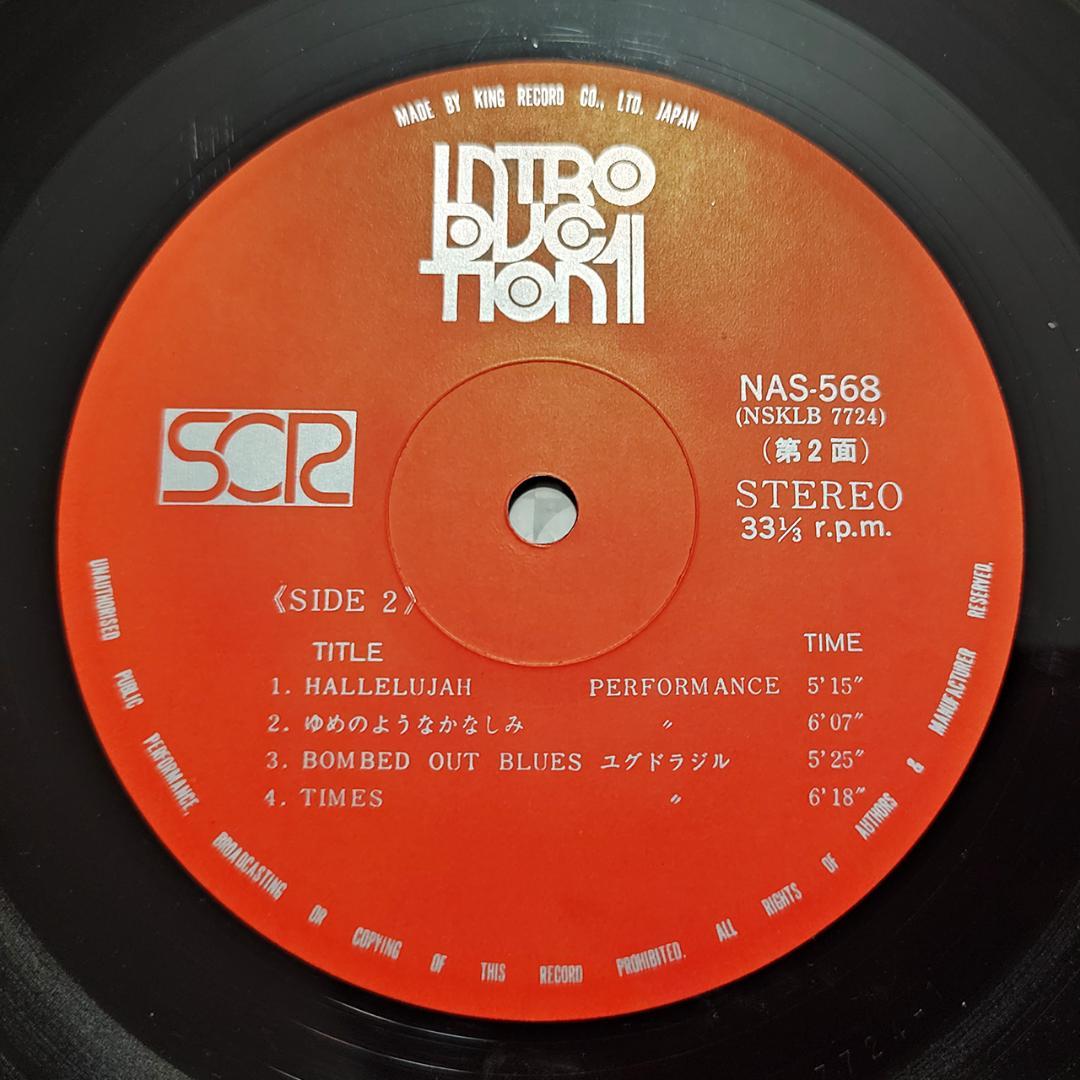 MADE BY KING RECORD CO., LTD. JAPAN
INTRO
DUC
TION II
SCR
NAS-568
(NSKLB 7724)
(第2面)
STEREO
33⅓ r.p.m.
《SIDE 2》
TITLE TIME
1. HALLELUJAH PERFORMANCE 5'15"
2. ゆめのようなかなしみ 〃 6'07"
3. BOMBED OUT BLUES ユグドラジル 5'25"
4. TIMES 〃 6'18"
UNAUTHORISED PUBLIC PERFORMANCE, BROADCASTING OR COPYING OF THIS RECORD PROHIBITED. ALL RIGHTS OF AUTHORS & MANUFACTURER RESERVED.